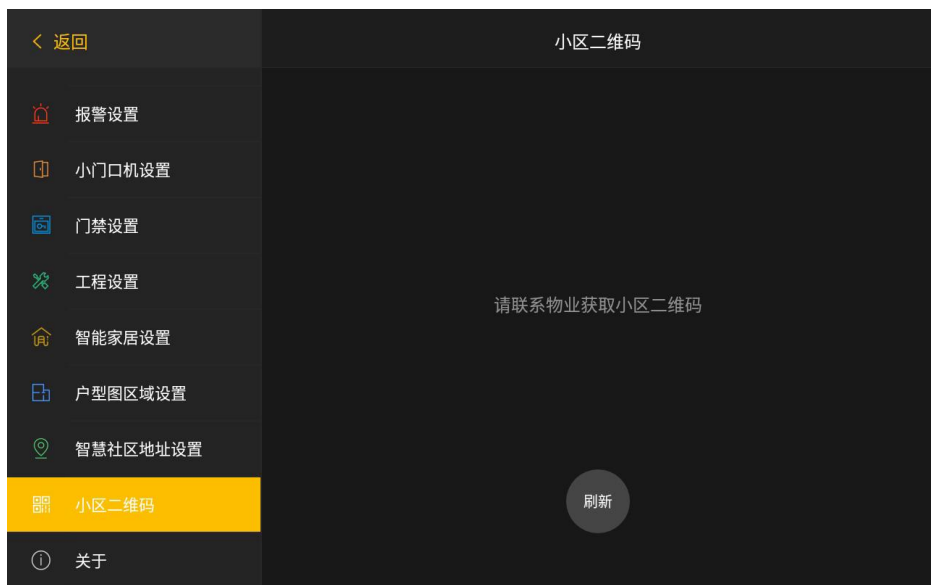 返回
小区二维码
报警设置
小门口机设置
门禁设置
工程设置
智能家居设置
户型图区域设置
智慧社区地址设置
小区二维码
关于
请联系物业获取小区二维码
刷新